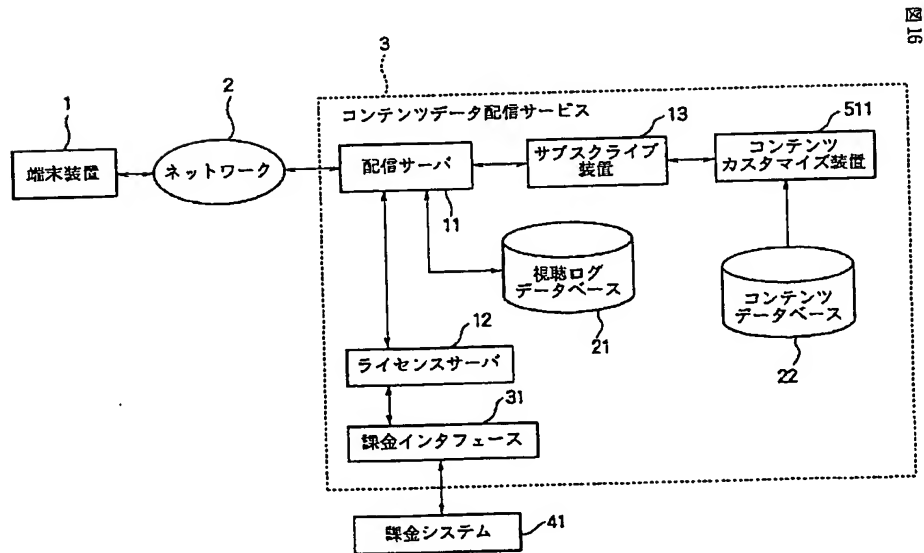 図16
3
コンテンツデータ配信サービス
1
端末装置
2
ネットワーク
配信サーバ
11
13
サブスクライブ
装置
511
コンテンツ
カスタマイズ装置
視聴ログ
データベース
21
コンテンツ
データベース
22
12
ライセンスサーバ
31
課金インタフェース
課金システム
41